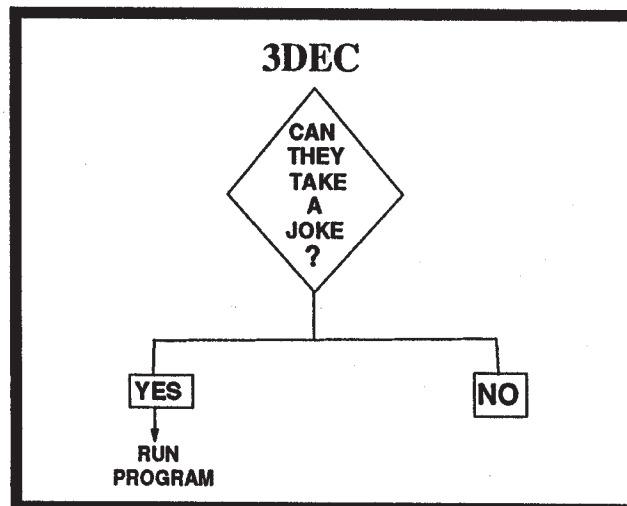 3DEC
CAN
THEY
TAKE
A
JOKE
?
YES
NO
RUN
PROGRAM